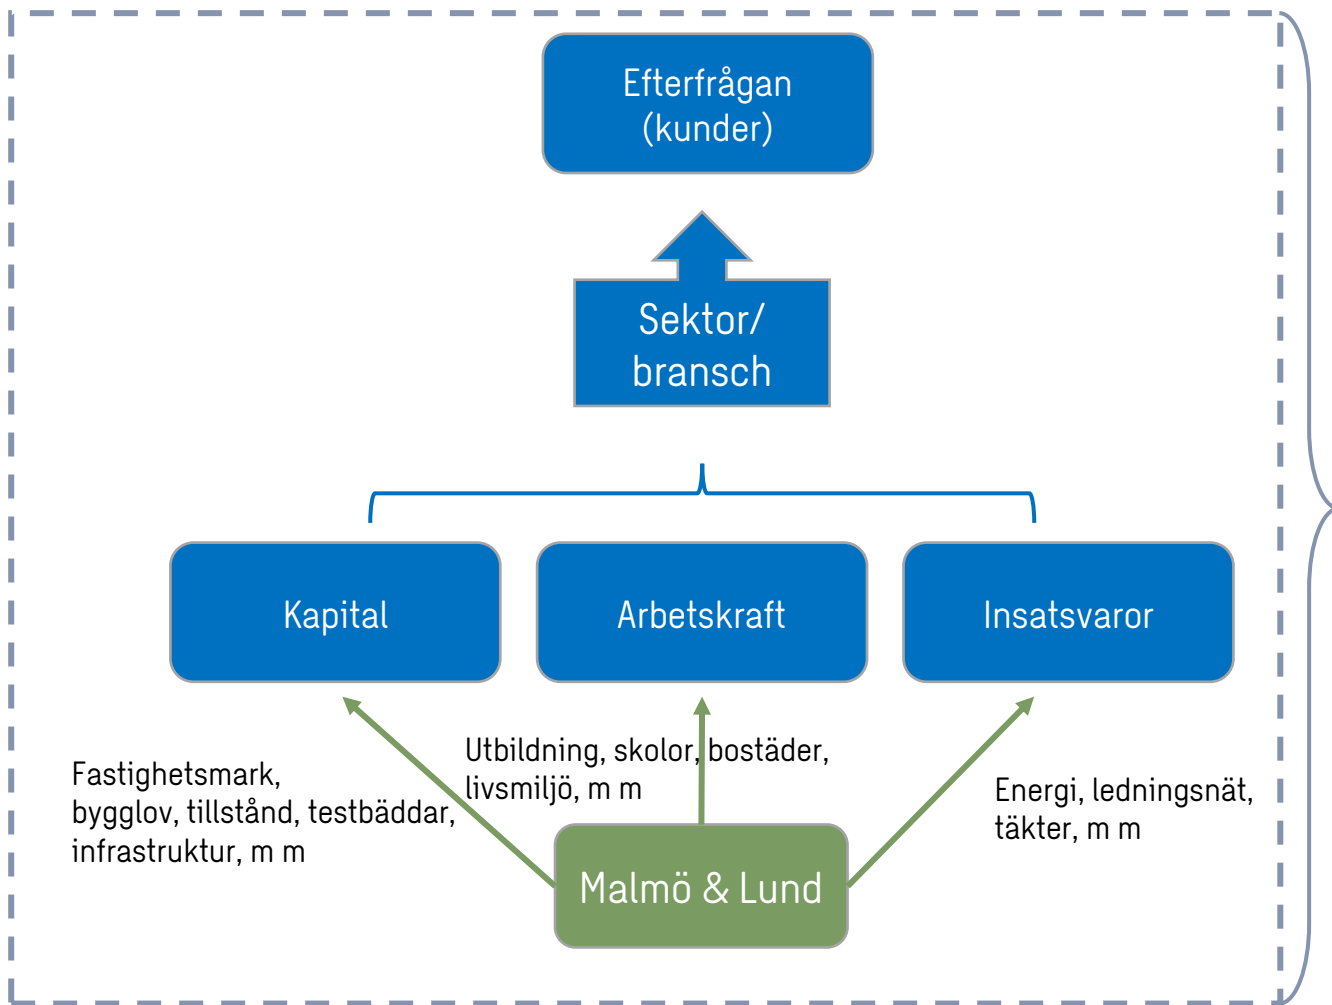 Efterfrågan
(kunder)
Sektor/
bransch
Kapital
Arbetskraft
Insatsvaror
Fastighetsmark,
bygglov, tillstånd, testbäddar,
infrastruktur, m m
Utbildning, skolor, bostäder,
livsmiljö, m m
Energi, ledningsnät,
täkter, m m
Malmö & Lund